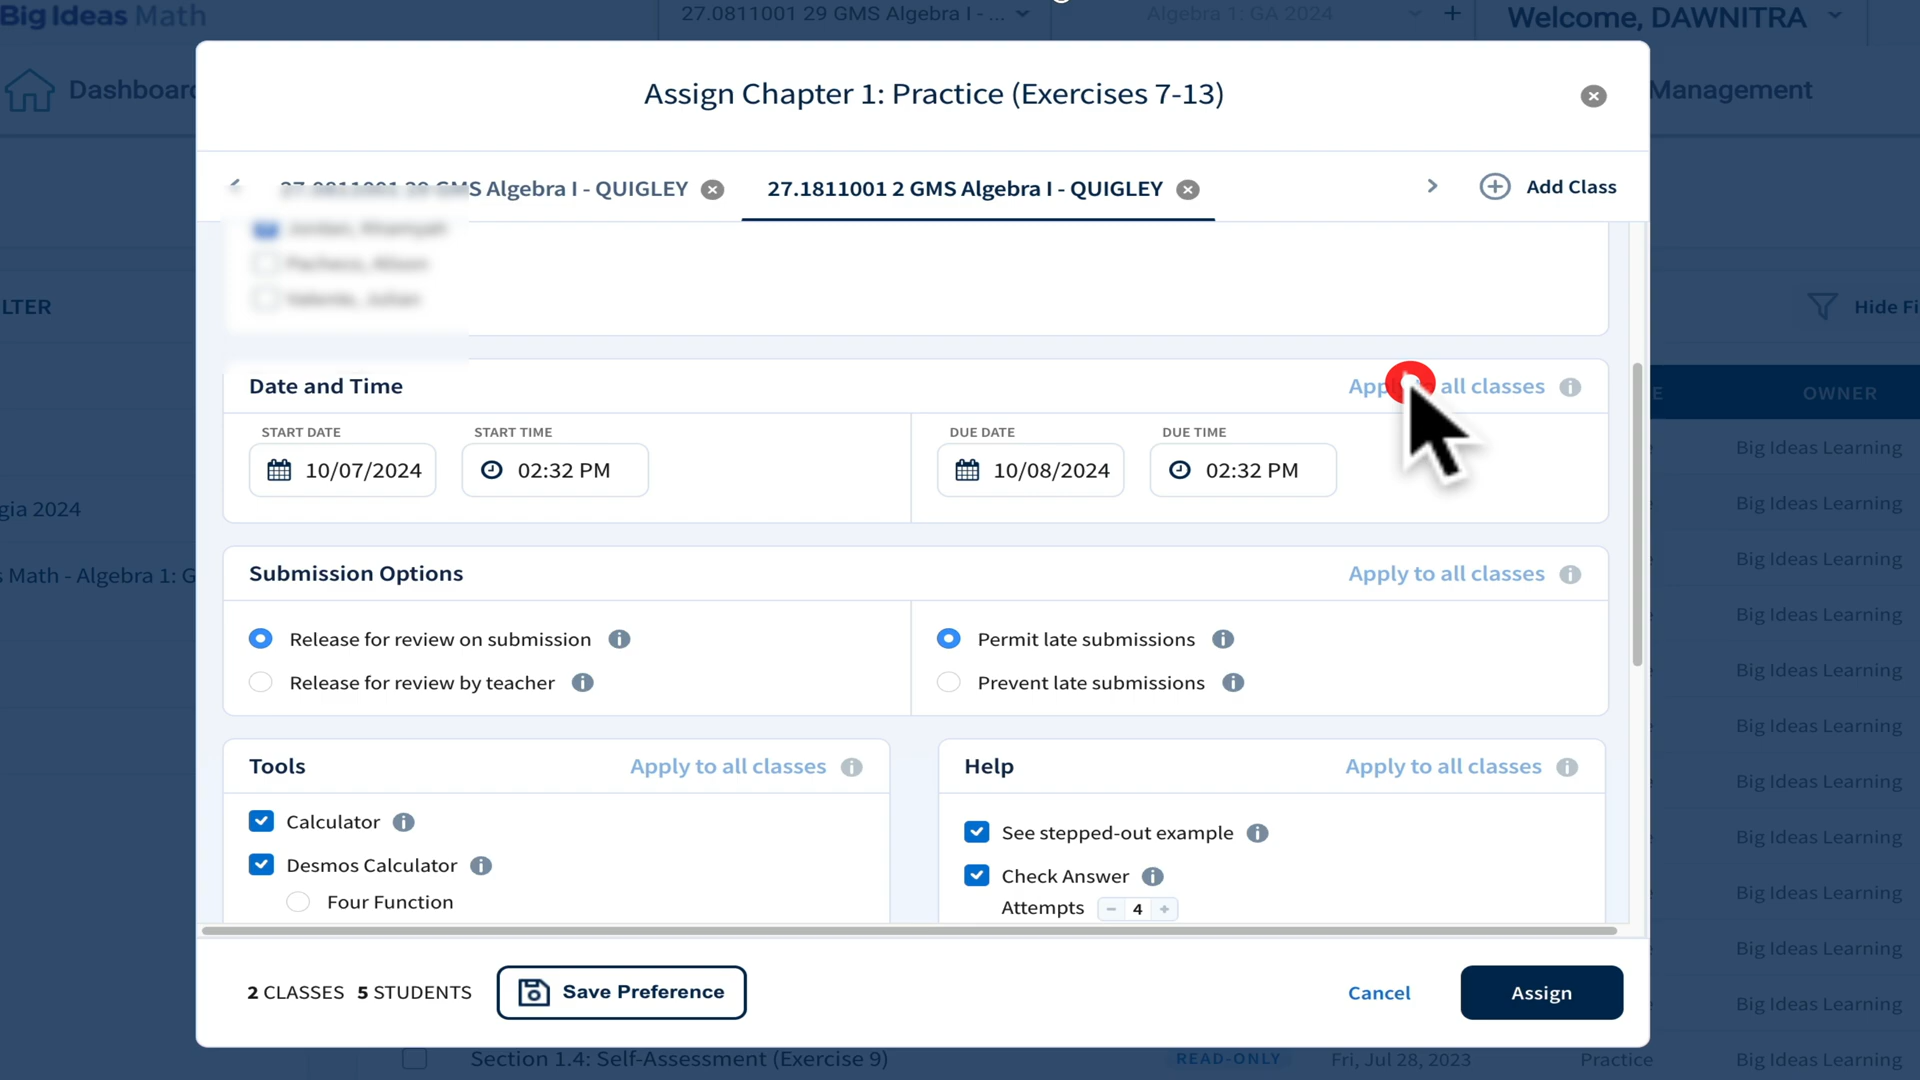 Big Ideas Math
27.0811001 29 GMS Algebra I - ...
Algebra 1: GA 2024
Welcome, DAWNITRA
Dashboard
Management
Assign Chapter 1: Practice (Exercises 7-13)
GMS Algebra I - QUIGLEY
27.1811001 2 GMS Algebra I - QUIGLEY
Add Class
LTER
Hide Fi
Date and Time
Apply to all classes
START DATE
START TIME
DUE DATE
DUE TIME
10/07/2024
02:32 PM
10/08/2024
02:32 PM
E
OWNER
gia 2024
s Math - Algebra 1: G
Submission Options
Apply to all classes
Release for review on submission
Permit late submissions
Release for review by teacher
Prevent late submissions
Tools
Apply to all classes
Help
Apply to all classes
Calculator
See stepped-out example
Desmos Calculator
Check Answer
Four Function
Attempts - 4 +
Big Ideas Learning
Big Ideas Learning
Big Ideas Learning
Big Ideas Learning
Big Ideas Learning
Big Ideas Learning
Big Ideas Learning
Big Ideas Learning
Big Ideas Learning
Big Ideas Learning
Big Ideas Learning
2 CLASSES 5 STUDENTS
Save Preference
Cancel
Assign
Section 1.4: Self-Assessment (Exercise 9)
READ-ONLY
Fri, Jul 28, 2023
Practice
Big Ideas Learning